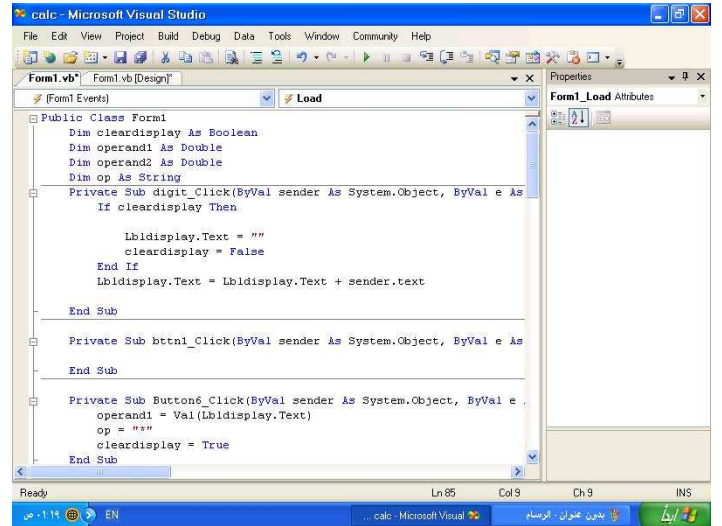 calc - Microsoft Visual Studio
File Edit View Project Build Debug Data Tools Window Community Help
Form1.vb* Form1.vb [Design]*
(Form1 Events) Load
Public Class Form1
Dim cleardisplay As Boolean
Dim operand1 As Double
Dim operand2 As Double
Dim op As String
Private Sub digit_Click(ByVal sender As System.Object, ByVal e As
If cleardisplay Then
Lbldisplay.Text = ""
cleardisplay = False
End If
Lbldisplay.Text = Lbldisplay.Text + sender.text
End Sub
Private Sub bttn1_Click(ByVal sender As System.Object, ByVal e As
End Sub
Private Sub Button6_Click(ByVal sender As System.Object, ByVal e
operand1 = Val(Lbldisplay.Text)
op = "*"
cleardisplay = True
End Sub
Properties
Form1_Load Attributes
Ready Ln 85 Col 9 Ch 9 INS
ابدأ
بدون عنوان - الرسام
... calc - Microsoft Visual
EN
٠١:١٩ ص